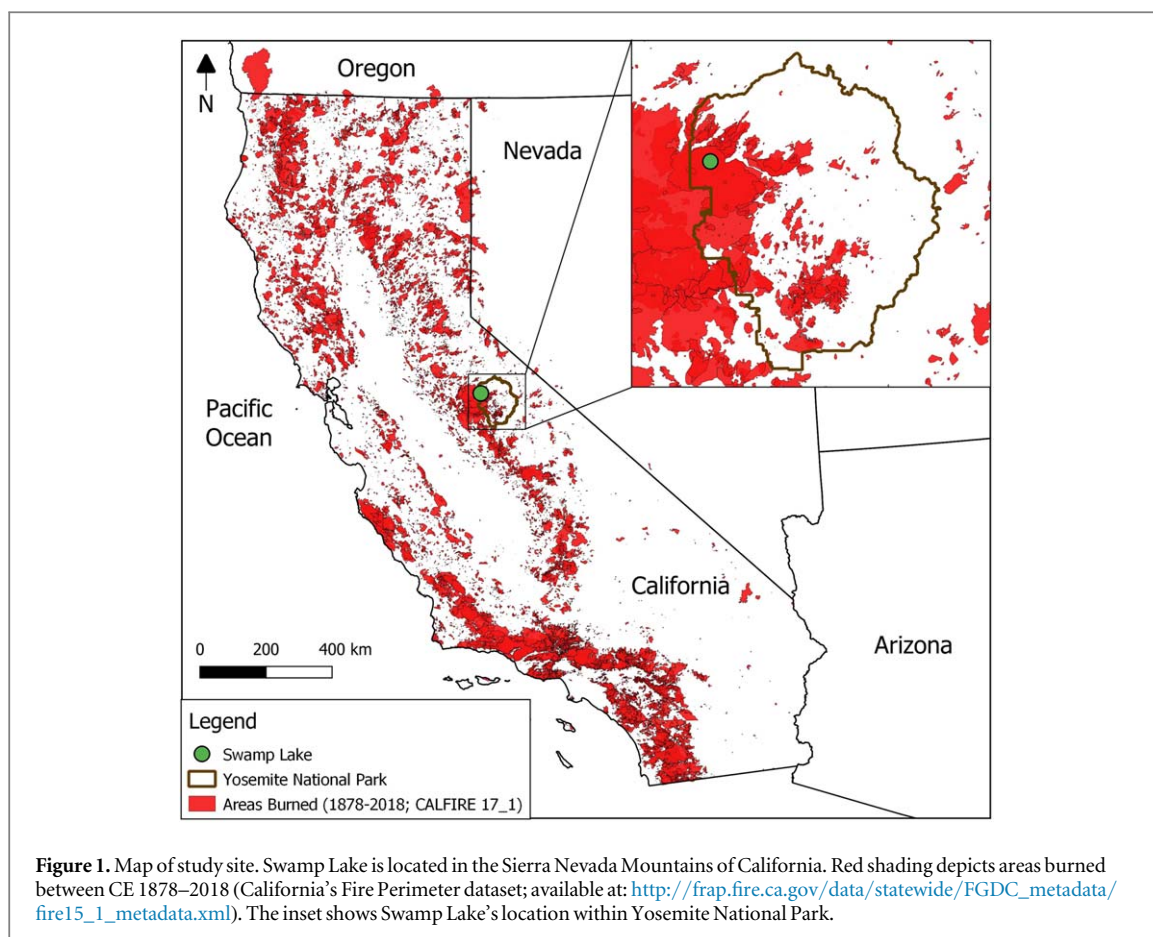 N
Oregon
Nevada
Pacific
Ocean
California
Arizona
0 200 400 km
Legend
Swamp Lake
Yosemite National Park
Areas Burned (1878-2018; CALFIRE 17_1)
Figure 1. Map of study site. Swamp Lake is located in the Sierra Nevada Mountains of California. Red shading depicts areas burned
between CE 1878–2018 (California's Fire Perimeter dataset; available at: http://frap.fire.ca.gov/data/statewide/FGDC_metadata/
fire15_1_metadata.xml). The inset shows Swamp Lake's location within Yosemite National Park.